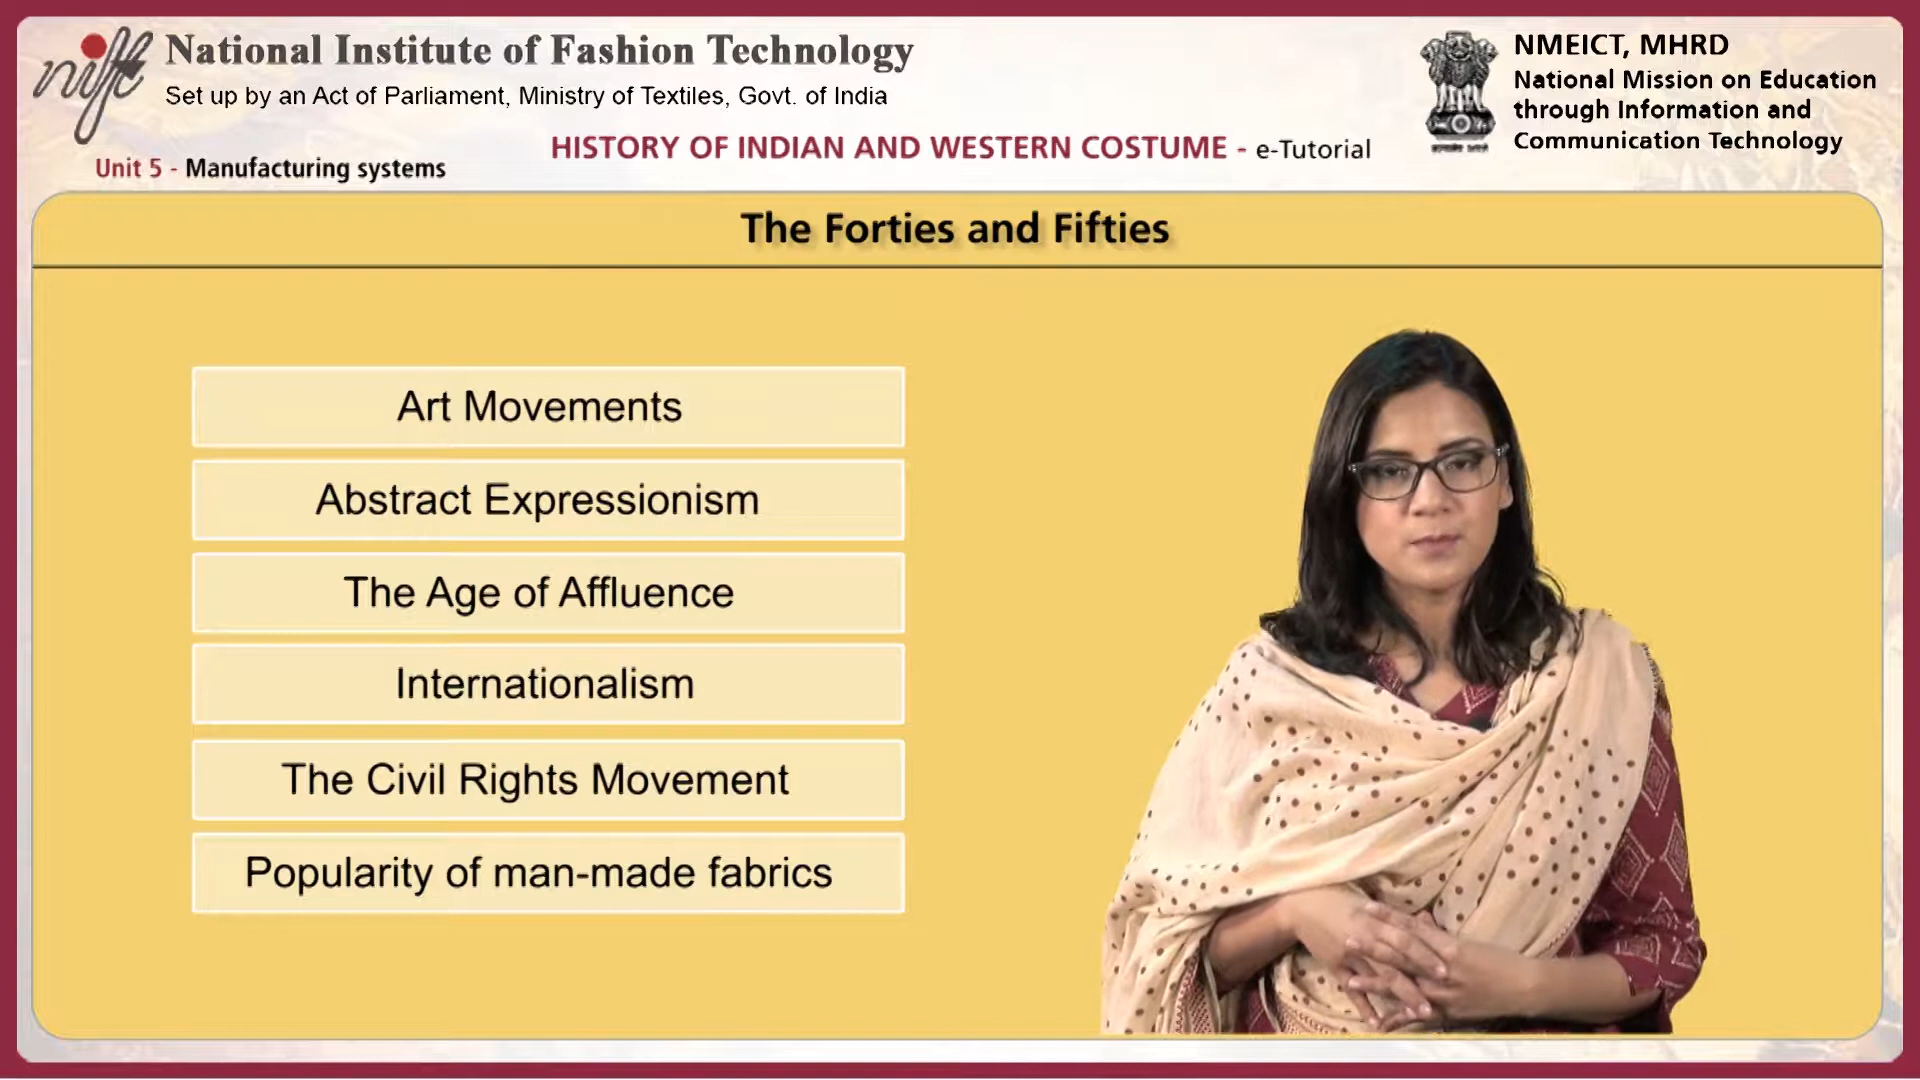 nift
National Institute of Fashion Technology
Set up by an Act of Parliament, Ministry of Textiles, Govt. of India
NMEICT, MHRD
National Mission on Education
through Information and
Communication Technology
HISTORY OF INDIAN AND WESTERN COSTUME - e-Tutorial
Unit 5 - Manufacturing systems
The Forties and Fifties
Art Movements
Abstract Expressionism
The Age of Affluence
Internationalism
The Civil Rights Movement
Popularity of man-made fabrics